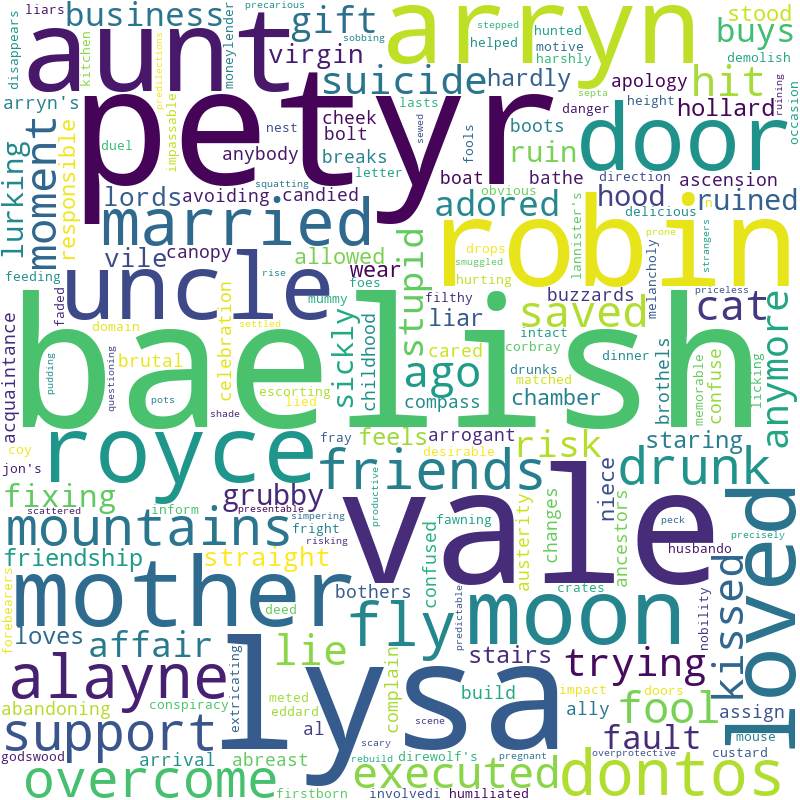 liars
business
gift
precarious
stepped
hunted
stood
disappears
aunt
arryn
sobbing
helped
motive
buys
kitchen
moneylender
virgin
harshly
demolish
predilections
suicide
hardly
hit
apology
ruining
arryn's
petyr
lasts
septa
height
occasion
lurking
moment
responsible
duel
impassable
nest
cheek
bolt
sewed
fools
boots
danger
hollard
door
anybody
breaks
ruin
squatting
letter
boat
bathe
direction
ascension
lords
avoiding
candied
obvious
adored
hood
ruined
married
delicious
vile
canopy
allowed
stupid
robin
lannister's
melancholy
prone
in
strangers
feeding
uncle
rise
foes
wear
drops
smuggled
hurting
faded
mummy
filthy
buzzards
priceless
cat
anymore
domain
settled
celebration
sickly
childhood
liar
saved
acquaintance
baelish
intact
corbray
brutal
ago
cared
drunks
dinner
brothels
memorable
confuse
licking
pudding
questioning
escorting
lied
matched
coy
pots
shade
compass
chamber
royce
fray
feels
arrogant
risk
staring
jon's
friends
desirable
niece
drunk
loved
fixing
scattered
inform
grubby
presentable
simpering
vale
productive
fawning
austerity
changes
ancestors
peck
mountains
fright
risking
confused
precisely
friendship
straight
husbando
forebearers
mother
bothers
predictable
crates
kissed
nobility
deed
fly
moon
loves
affair
lie
complain
stairs
trying
alayne
extricating
lysa
abandoning
conspiracy
meted
eddard
build
impact
doors
fool
assign
support
al
ally
fault
godswood
scene
mouse
arrival
abreast
scary
rebuild
direwolf's
pregnant
overprotective
custard
overcome
executed
dontos
firstborn
involvedi
humiliated